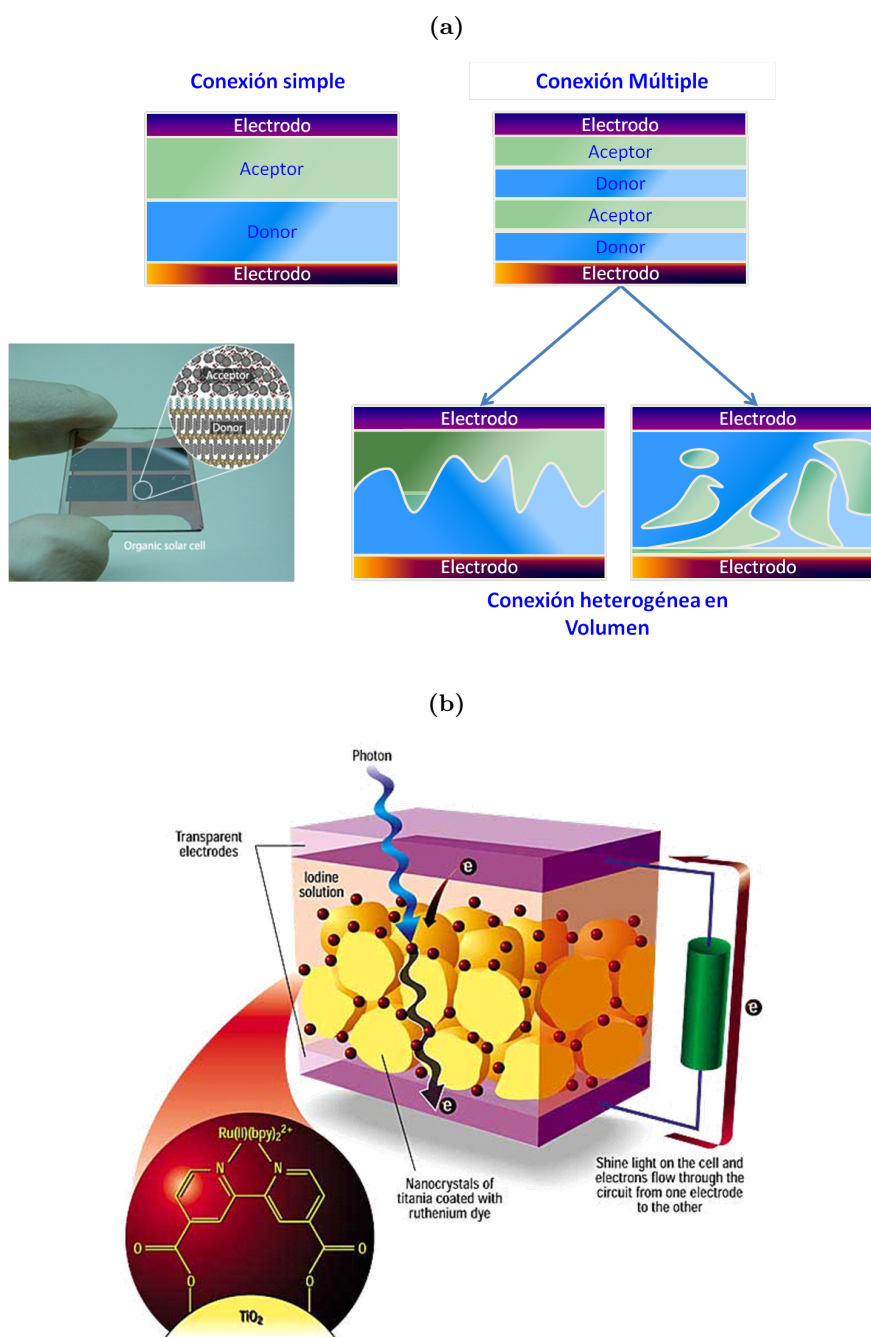 (a)
Conexión simple
Conexión Múltiple
Electrodo
Aceptor
Donor
Electrodo
Electrodo
Aceptor
Donor
Aceptor
Donor
Electrodo
Acceptor
Donor
Organic solar cell
Electrodo
Electrodo
Electrodo
Electrodo
Conexión heterogénea en
Volumen
(b)
Photon
Transparent
electrodes
Iodine
solution
e
e
e
Ru(II)(bpy)₂²⁺
N
N
O
O
O
O
TiO₂
Nanocrystals of
titania coated with
ruthenium dye
Shine light on the cell and
electrons flow through the
circuit from one electrode
to the other